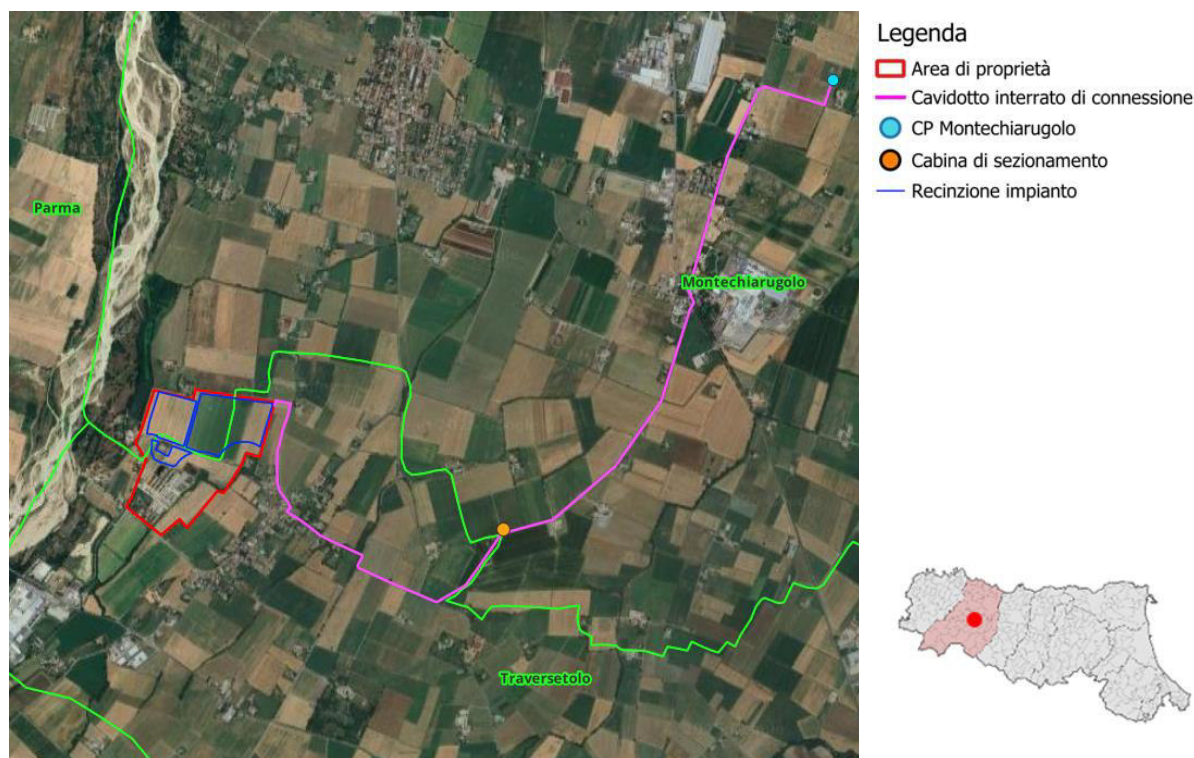 Parma
Montechiarugolo
Traversetolo
Legenda
Area di proprietà
Cavidotto interrato di connessione
CP Montechiarugolo
Cabina di sezionamento
Recinzione impianto